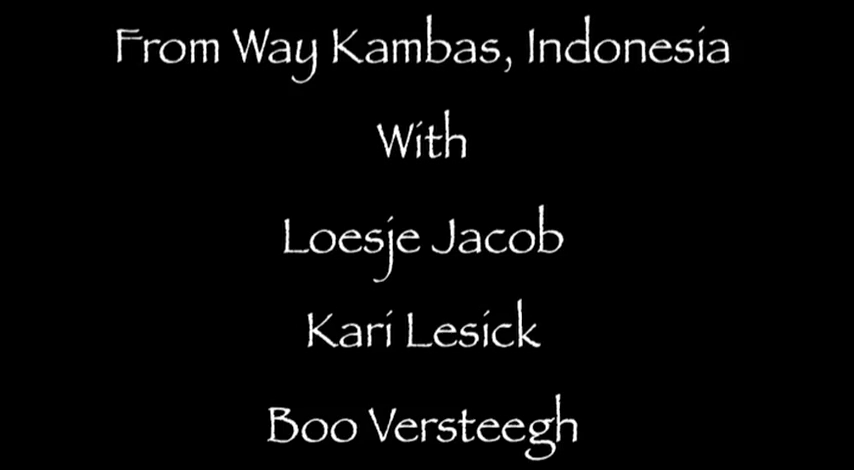 From Way Kambas, Indonesia
With
Loesje Jacob
Kari Lesick
Boo Versteegh